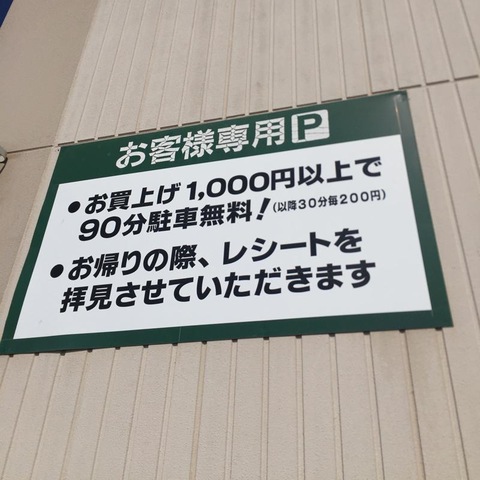 お客様専用P
●お買上げ1,000円以上で
90分駐車無料!(以降30分毎200円)
●お帰りの際、レシートを
拝見させていただきます